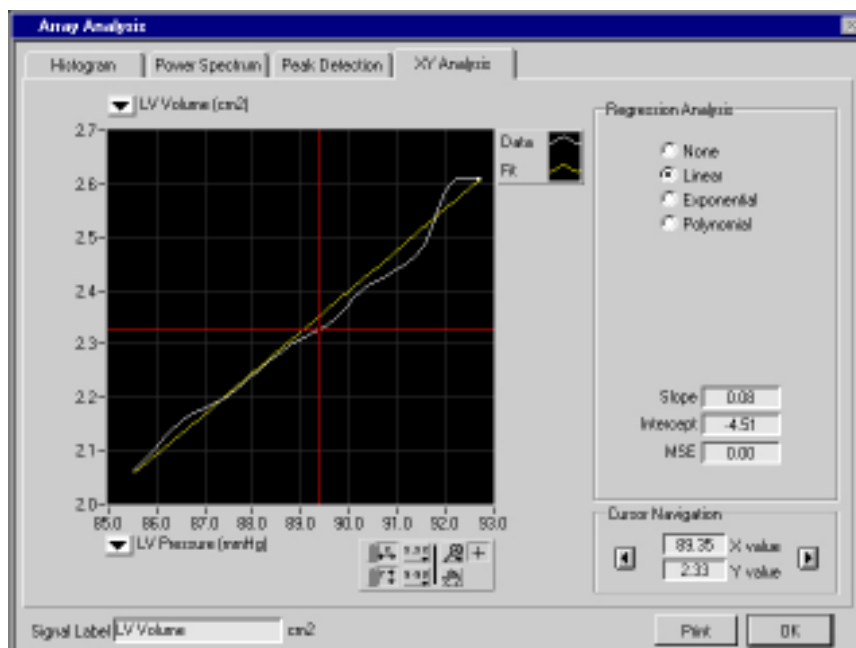 Array Analysis
Histogram Power Spectrum Peak Detection XY Analysis
LV Volume (cm2)
2.7
2.6
2.5
2.4
2.3
2.2
2.1
2.0
85.0 86.0 87.0 88.0 89.0 90.0 91.0 92.0 93.0
LV Pressure (mmHg)
Data
Fit
Regression Analysis
None
Linear
Exponential
Polynomial
Slope 0.08
Intercept -4.51
MSE 0.00
Cursor Navigation
89.35 X value
2.33 Y value
Signal Label LV Volume cm2
Print OK